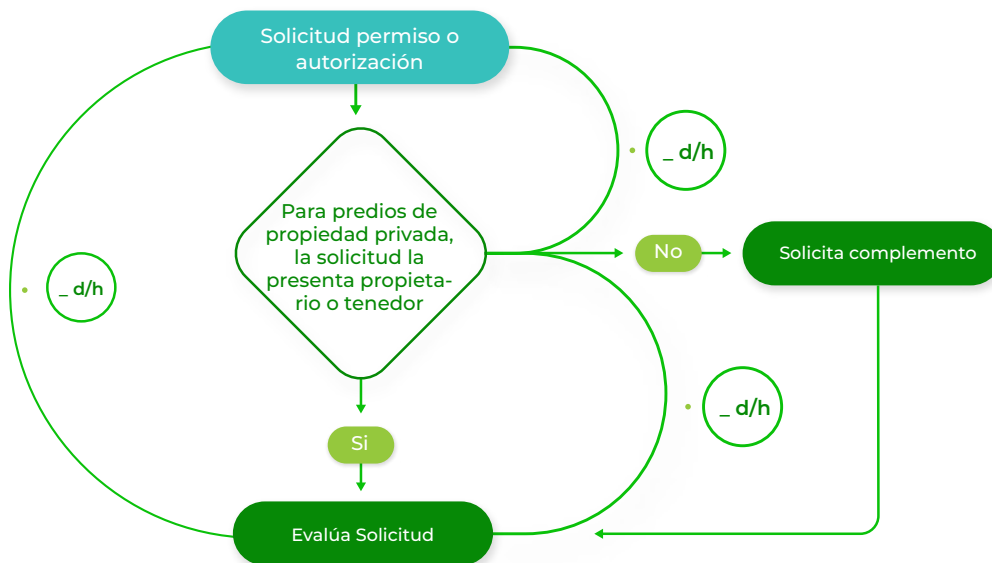 Solicitud permiso o
autorización
_ d/h
Para predios de
propiedad privada,
la solicitud la
presenta propieta-
rio o tenedor
No
Solicita complemento
_ d/h
_ d/h
Si
Evalúa Solicitud